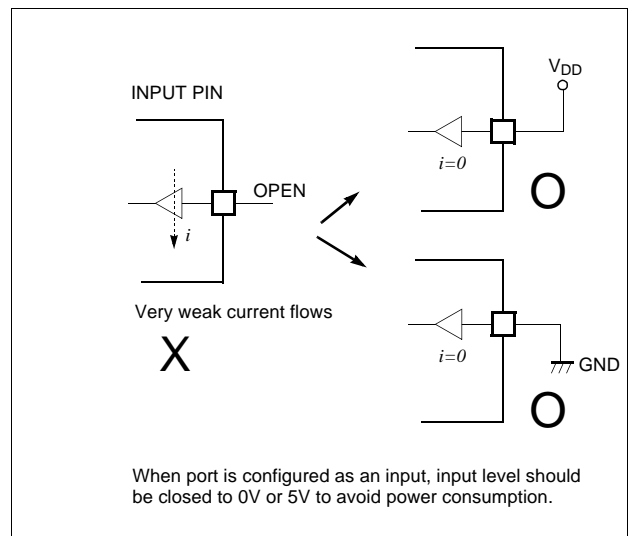 INPUT PIN
OPEN
i
Very weak current flows
X
VDD
i=0
O
i=0
GND
O
When port is configured as an input, input level should
be closed to 0V or 5V to avoid power consumption.